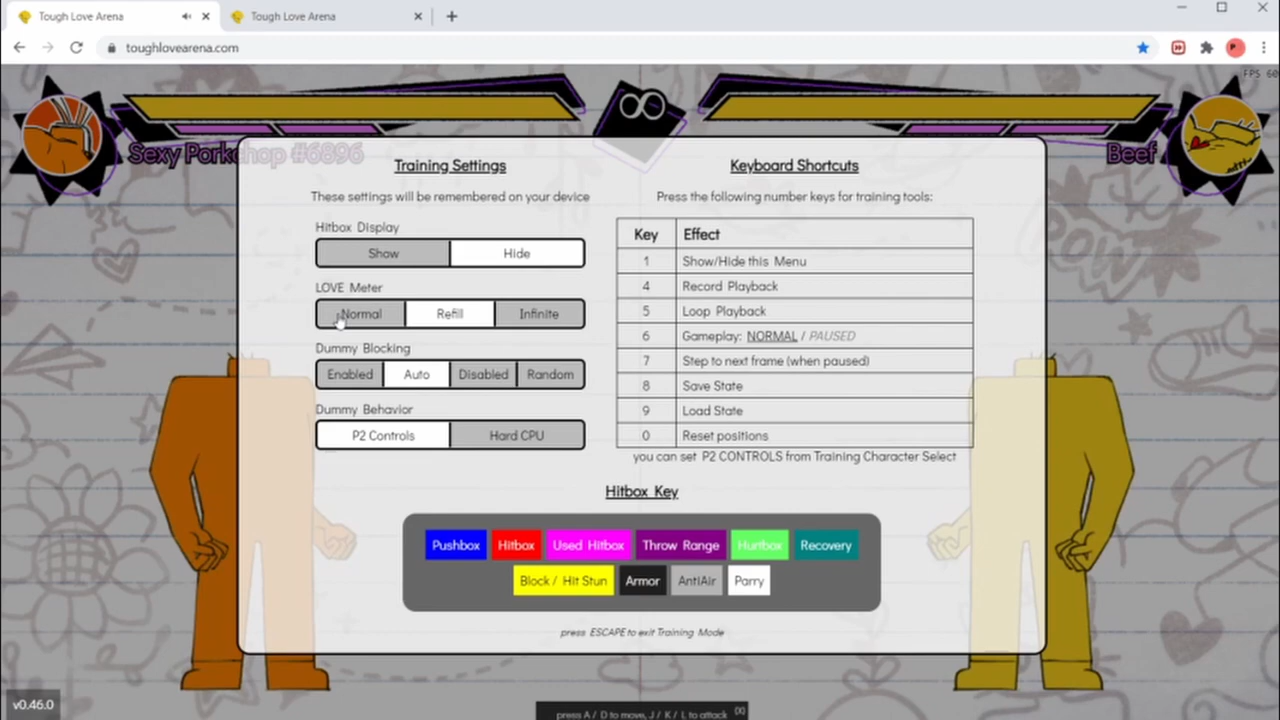 Tough Love Arena
Tough Love Arena
toughlovearena.com
FPS 60
Sexy Porkchop #6896
Beef
Training Settings
These settings will be remembered on your device
Hitbox Display
Show Hide
LOVE Meter
Normal Refill Infinite
Dummy Blocking
Enabled Auto Disabled Random
Dummy Behavior
P2 Controls Hard CPU
Keyboard Shortcuts
Press the following number keys for training tools:
Key Effect
1 Show/Hide this Menu
4 Record Playback
5 Loop Playback
6 Gameplay: NORMAL / PAUSED
7 Step to next frame (when paused)
8 Save State
9 Load State
0 Reset positions
you can set P2 CONTROLS from Training Character Select
Hitbox Key
Pushbox Hitbox Used Hitbox Throw Range Hurtbox Recovery
Block / Hit Stun Armor AntiAir Parry
press ESCAPE to exit Training Mode
v0.46.0
press A / D to move, J / K / L to attack (X)
POW